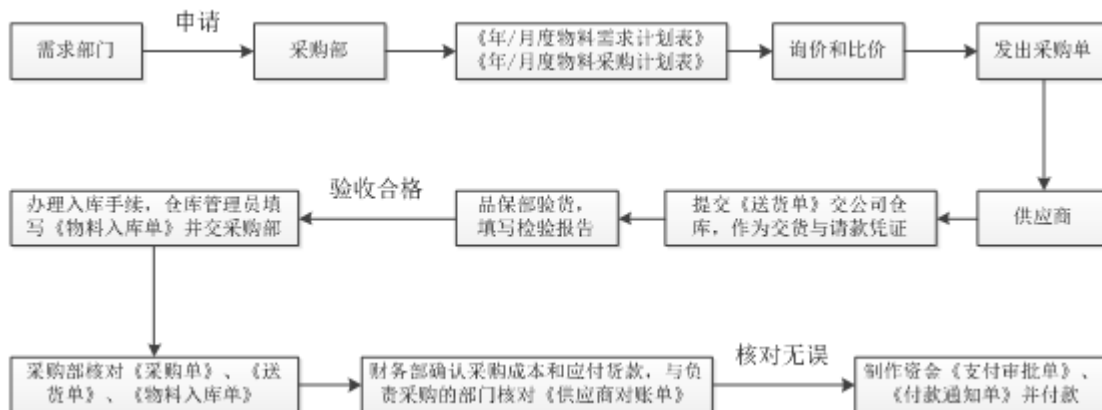 申请
需求部门
采购部
《年/月度物料需求计划表》
《年/月度物料采购计划表》
询价和比价
发出采购单
供应商
提交《送货单》交公司仓
库，作为交货与请款凭证
品保部验货，
填写检验报告
验收合格
办理入库手续，仓库管理员填
写《物料入库单》并交采购部
采购部核对《采购单》、《送
货单》、《物料入库单》
财务部确认采购成本和应付货款，与负
责采购的部门核对《供应商对账单》
核对无误
制作资金《支付审批单》、
《付款通知单》并付款